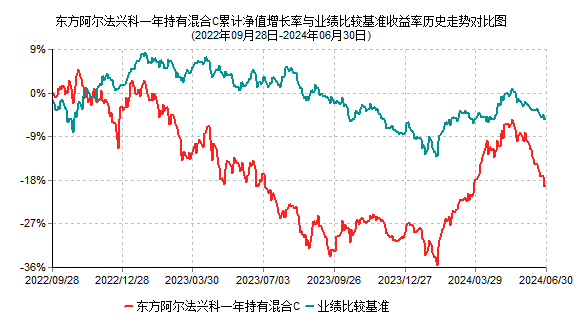 东方阿尔法兴科一年持有混合C累计净值增长率与业绩比较基准收益率历史走势对比图
(2022年09月28日-2024年06月30日)
9%
0%
-9%
-18%
-27%
-36%
2022/09/28 2022/12/28 2023/03/30 2023/07/03 2023/09/26 2023/12/27 2024/03/29 2024/06/30
东方阿尔法兴科一年持有混合C 业绩比较基准